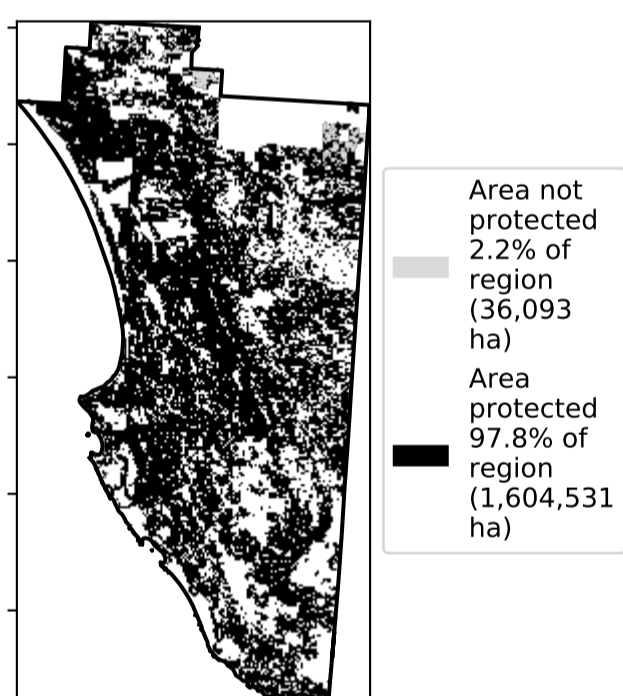 Area not
protected
2.2% of
region
(36,093
ha)
Area
protected
97.8% of
region
(1,604,531
ha)